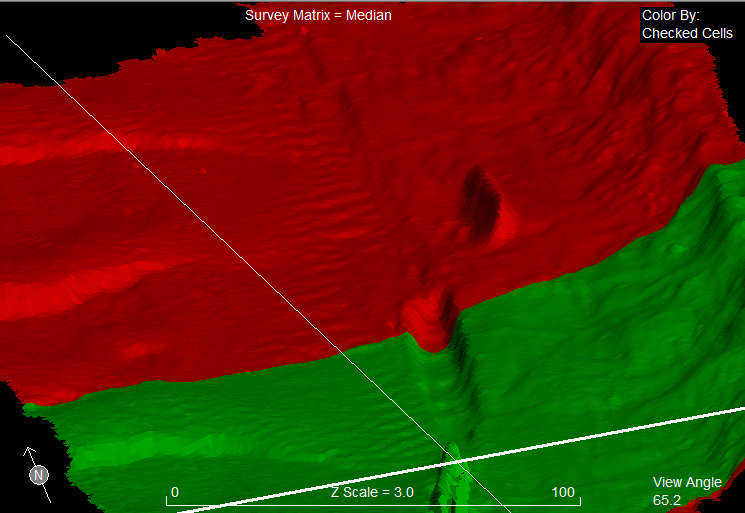 Survey Matrix = Median
Color By:
Checked Cells
N
0
Z Scale = 3.0
100
View Angle
65.2